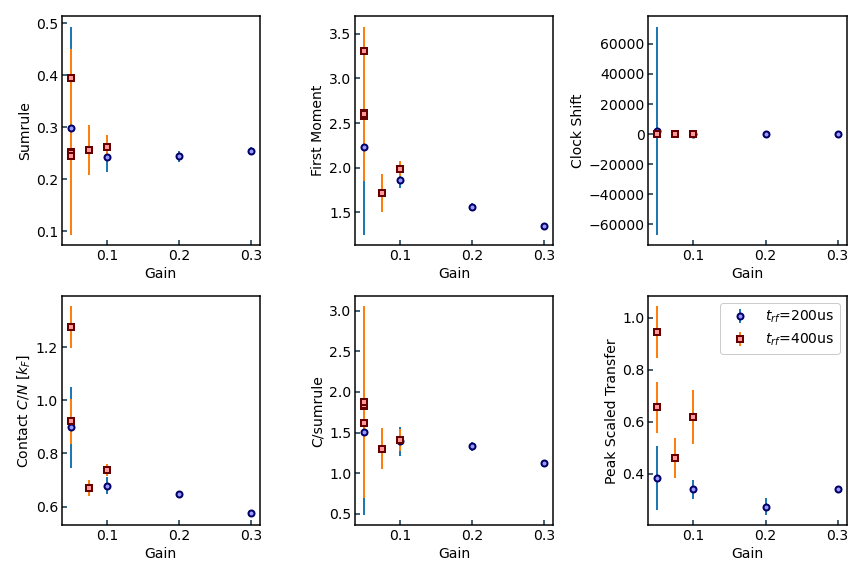 0.5
0.4
0.3
0.2
0.1
Sumrule
0.1 0.2 0.3
Gain
3.5
3.0
2.5
2.0
1.5
First Moment
0.1 0.2 0.3
Gain
60000
40000
20000
0
−20000
−40000
−60000
Clock Shift
0.1 0.2 0.3
Gain
1.2
1.0
0.8
0.6
Contact C/N [k_F]
0.1 0.2 0.3
Gain
3.0
2.5
2.0
1.5
1.0
0.5
C/sumrule
0.1 0.2 0.3
Gain
1.0
0.8
0.6
0.4
Peak Scaled Transfer
t_rf=200us
t_rf=400us
0.1 0.2 0.3
Gain